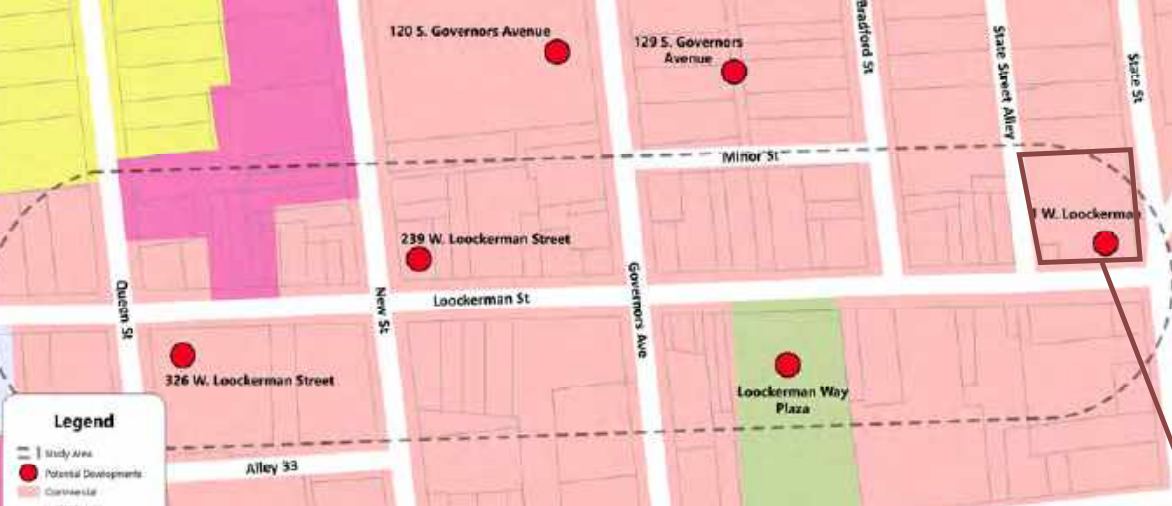 120 S. Governors Avenue
129 S. Governors
Avenue
Bradford St
State Street Alley
State St
Minor St
1 W. Loockerman
239 W. Loockerman Street
Loockerman St
Queen St
New St
Governors Ave
326 W. Loockerman Street
Loockerman Way
Plaza
Alley 33
Legend
Study Area
Potential Developments
Commercial